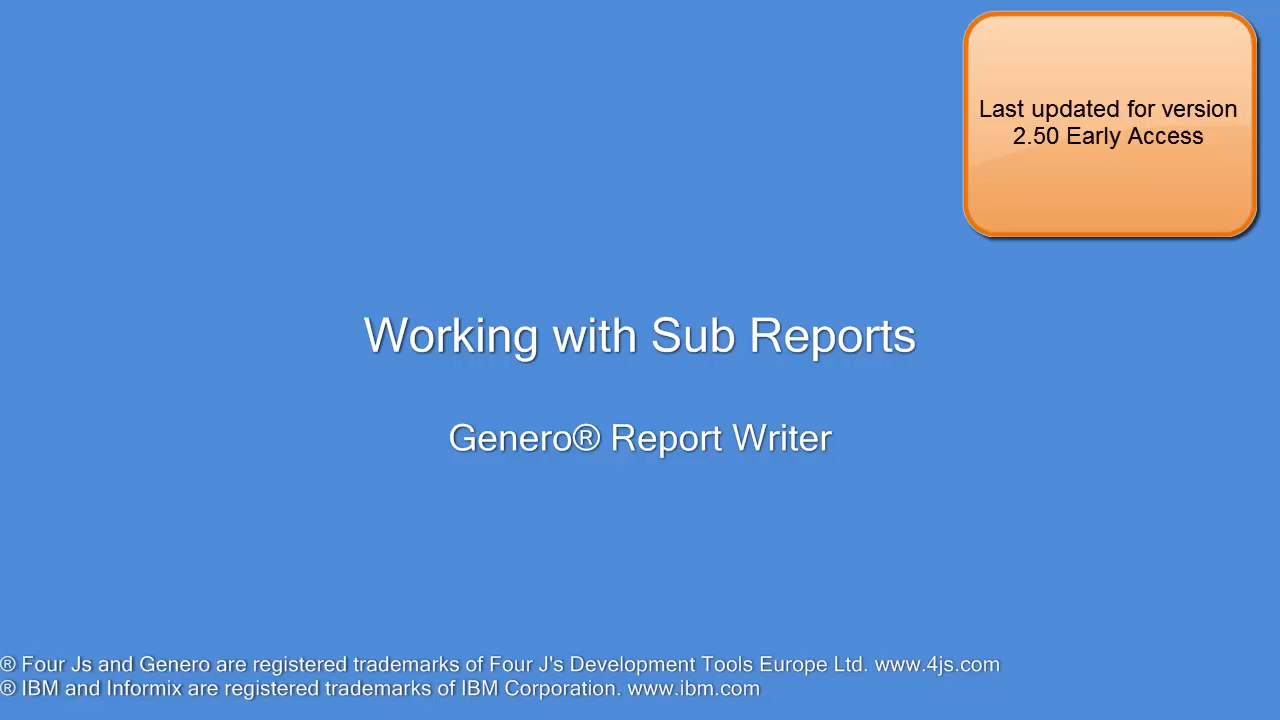 Last updated for version
2.50 Early Access
Working with Sub Reports
Genero® Report Writer
® Four Js and Genero are registered trademarks of Four J's Development Tools Europe Ltd. www.4js.com
® IBM and Informix are registered trademarks of IBM Corporation. www.ibm.com